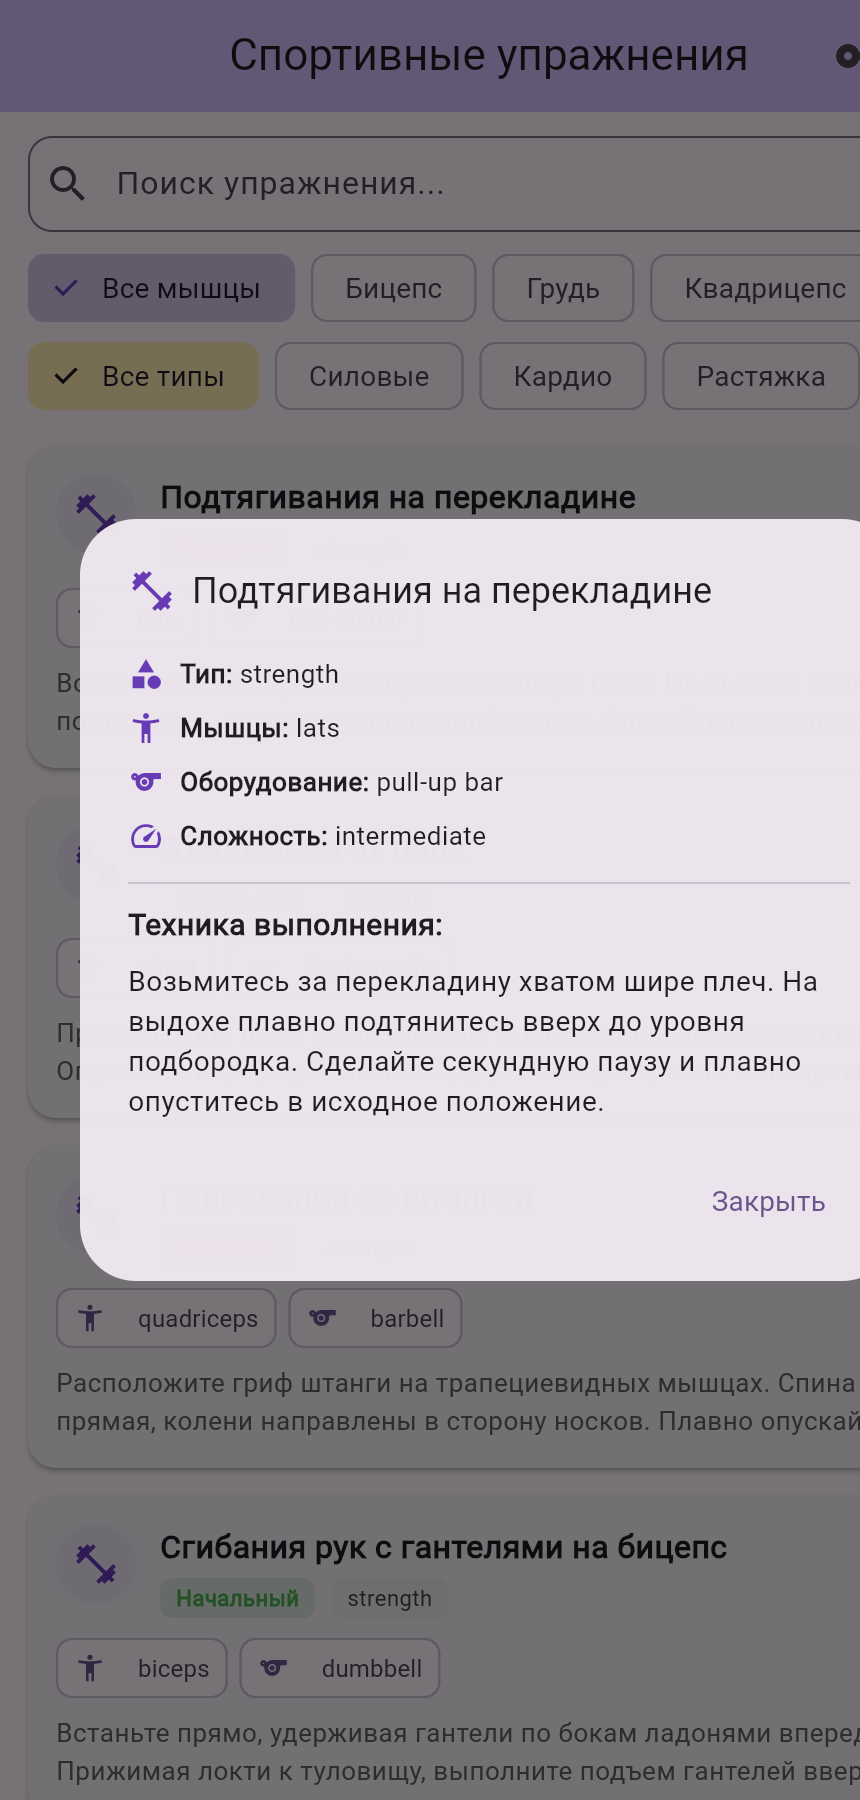 Спортивные упражнения
Поиск упражнения...
Все мышцы
Бицепс
Грудь
Квадрицепс
Все типы
Силовые
Кардио
Растяжка
Подтягивания на перекладине
Подтягивания на перекладине
Тип: strength
Мышцы: lats
Оборудование: pull-up bar
Сложность: intermediate
Техника выполнения:
Возьмитесь за перекладину хватом шире плеч. На
выдохе плавно подтянитесь вверх до уровня
подбородка. Сделайте секундную паузу и плавно
опуститесь в исходное положение.
Закрыть
Приседания со штангой
quadriceps
barbell
Расположите гриф штанги на трапециевидных мышцах. Спина
прямая, колени направлены в сторону носков. Плавно
Сгибания рук с гантелями на бицепс
Начальный
strength
biceps
dumbbell
Встаньте прямо, удерживая гантели по бокам ладонями
Прижимая локти к туловищу, выполните подъем гантелей